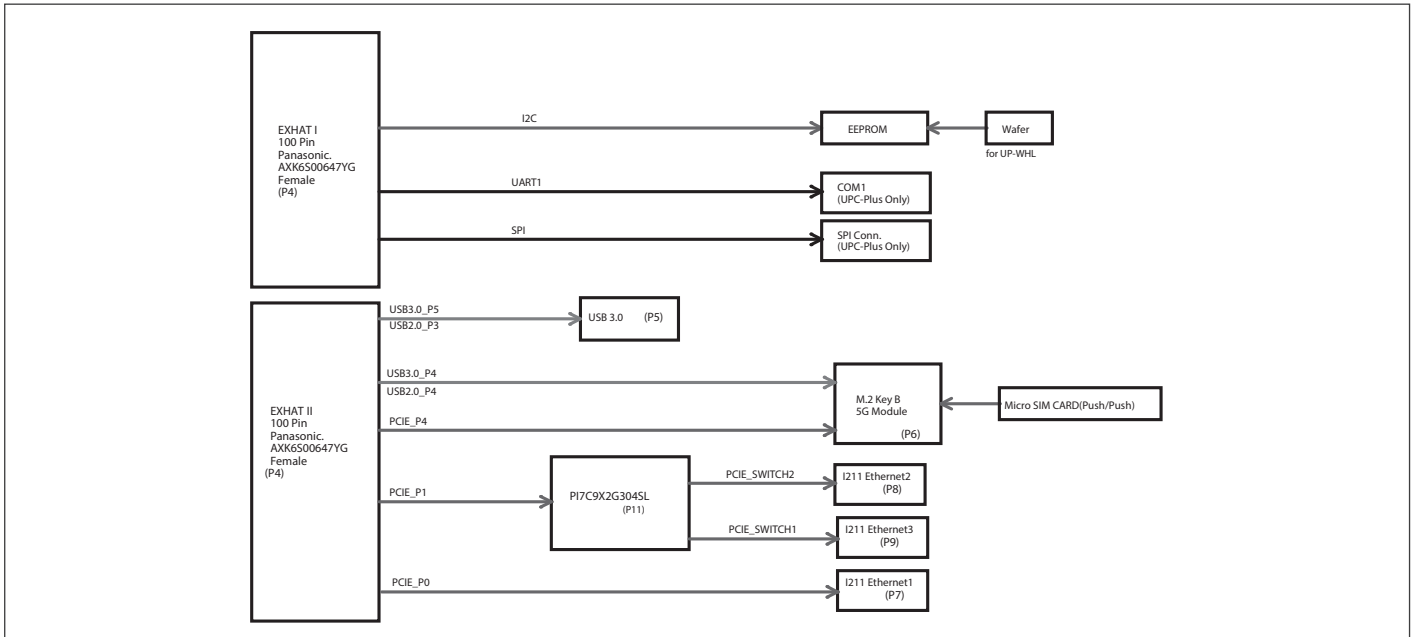 EXHAT I
100 Pin
Panasonic.
AXK6S00647YG
Female
(P4)
I2C
EEPROM
Wafer
for UP-WHL
UART1
COM1
(UPC-Plus Only)
SPI
SPI Conn.
(UPC-Plus Only)
EXHAT II
100 Pin
Panasonic.
AXK6S00647YG
Female
(P4)
USB3.0_P5
USB2.0_P3
USB 3.0 (P5)
USB3.0_P4
USB2.0_P4
PCIE_P4
M.2 Key B
5G Module
(P6)
Micro SIM CARD(Push/Push)
PCIE_P1
PI7C9X2G304SL
(P11)
PCIE_SWITCH2
I211 Ethernet2
(P8)
PCIE_SWITCH1
I211 Ethernet3
(P9)
PCIE_P0
I211 Ethernet1
(P7)